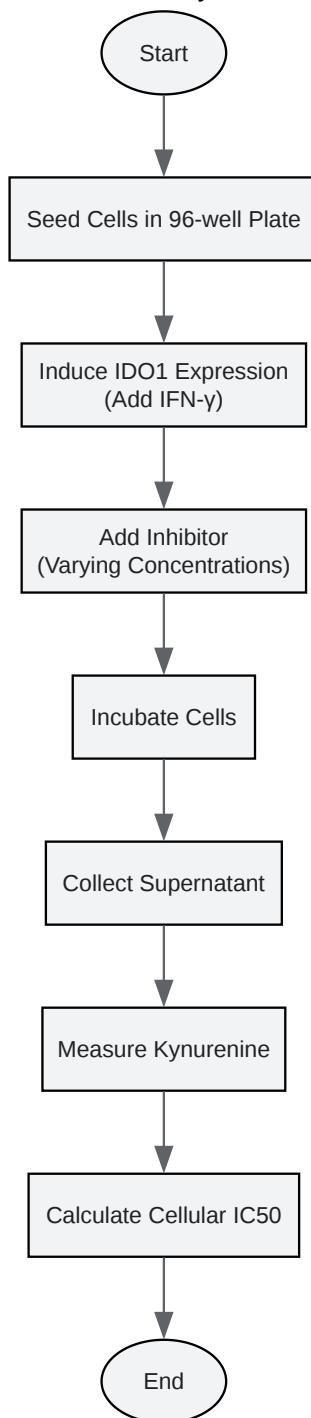 Start
Seed Cells in 96-well Plate
Induce IDO1 Expression
(Add IFN-γ)
Add Inhibitor
(Varying Concentrations)
Incubate Cells
Collect Supernatant
Measure Kynurenine
Calculate Cellular IC50
End